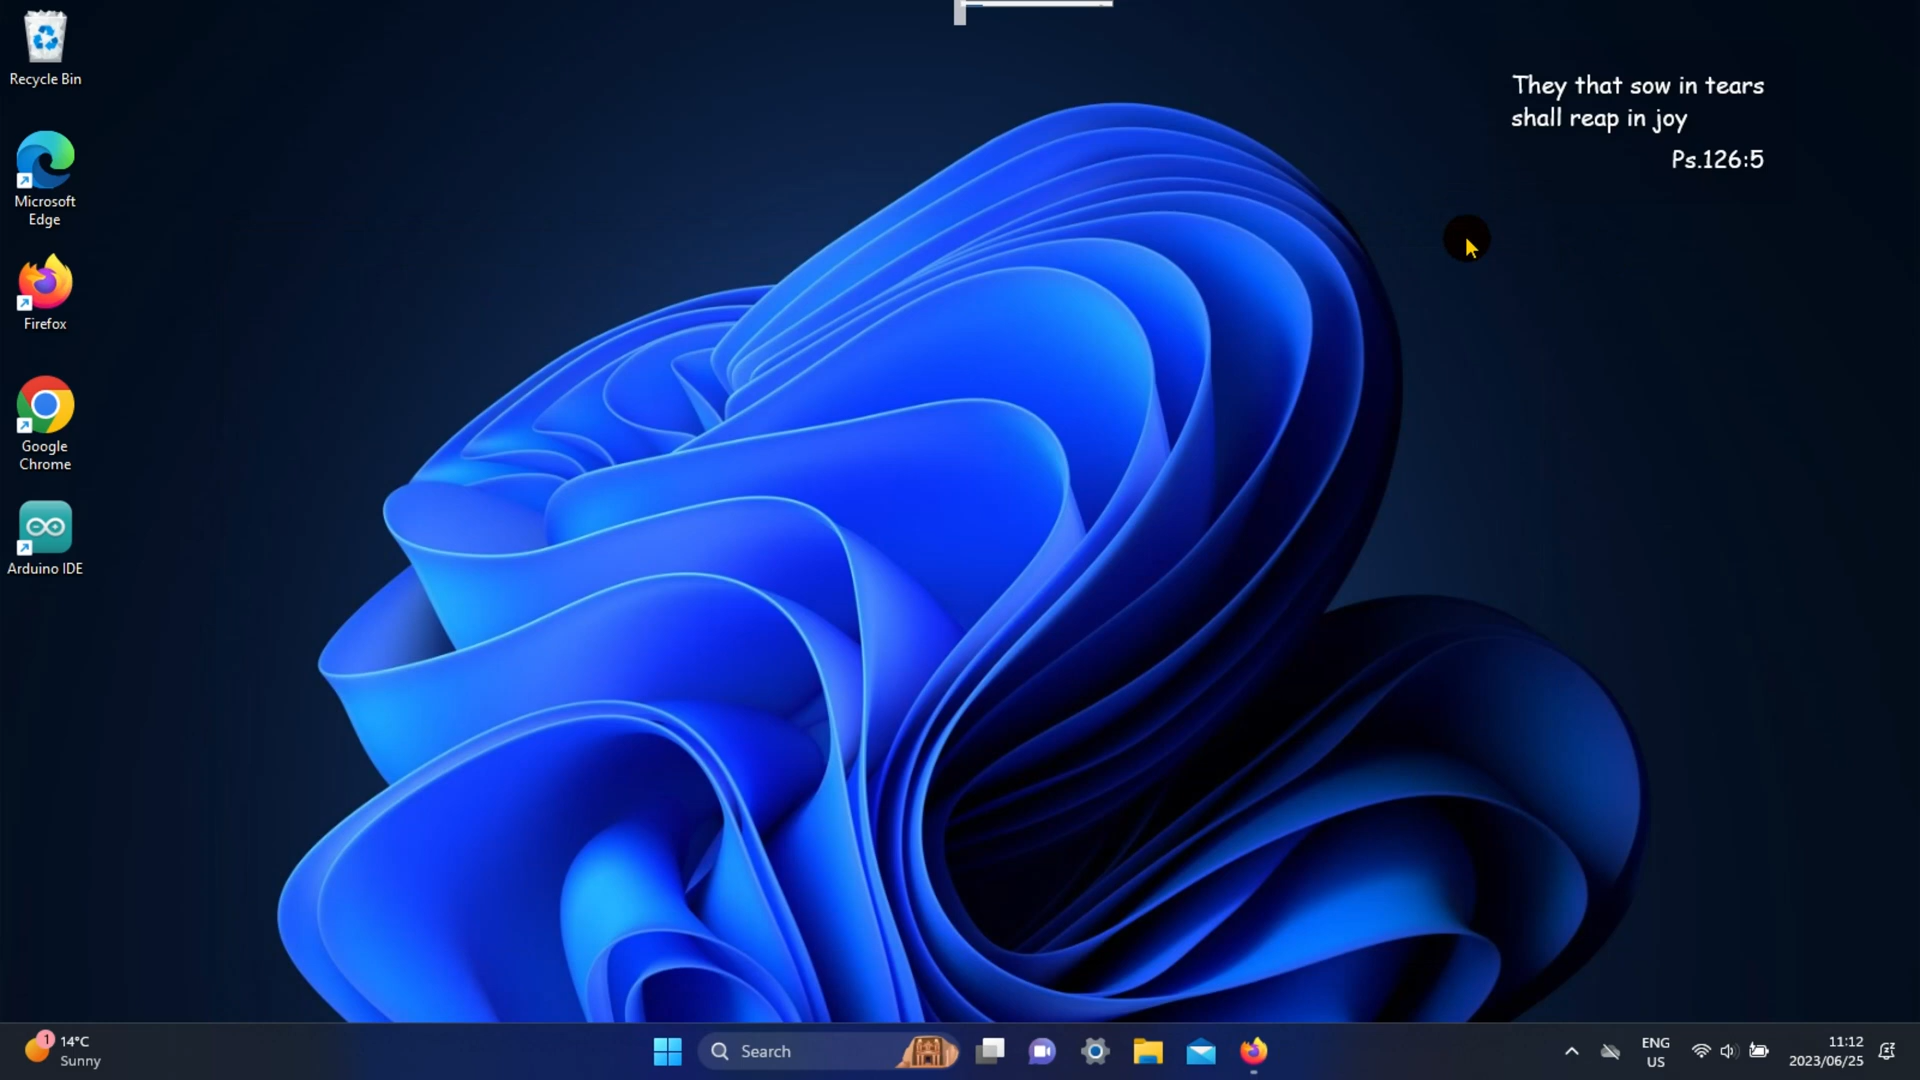 Recycle Bin
Microsoft
Edge
Firefox
Google
Chrome
Arduino IDE
They that sow in tears
shall reap in joy
Ps.126:5
1
14°C
Sunny
Search
ENG
US
11:12
2023/06/25